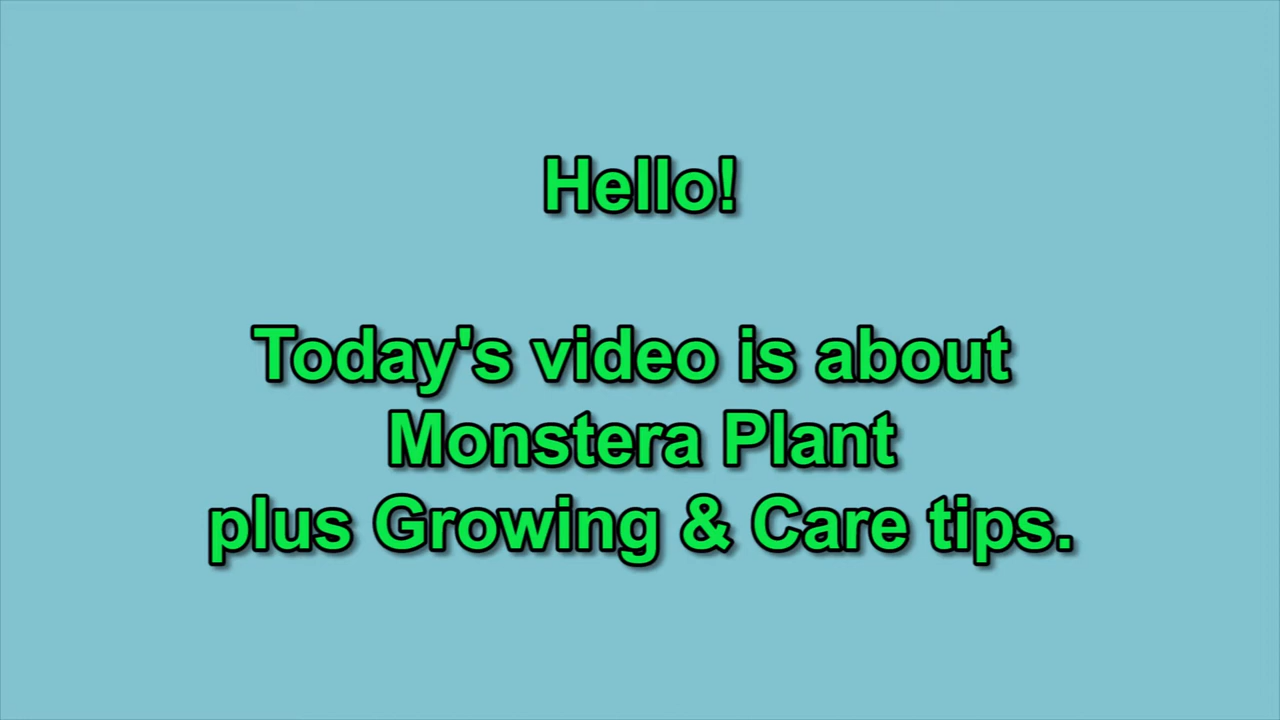 Hello!
Today's video is about
Monstera Plant
plus Growing & Care tips.